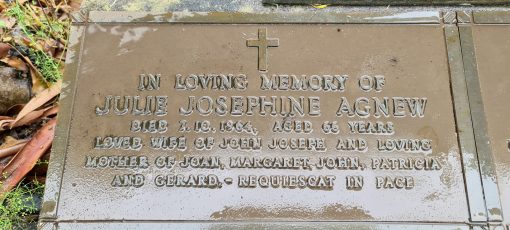 IN LOVING MEMORY OF
JULIE JOSEPHINE AGNEW
DIED 7.10.1964, AGED 66 YEARS
LOVED WIFE OF JOHN JOSEPH AND LOVING
MOTHER OF JOAN, MARGARET, JOHN, PATRICIA
AND GERARD. - REQUIESCAT IN PACE